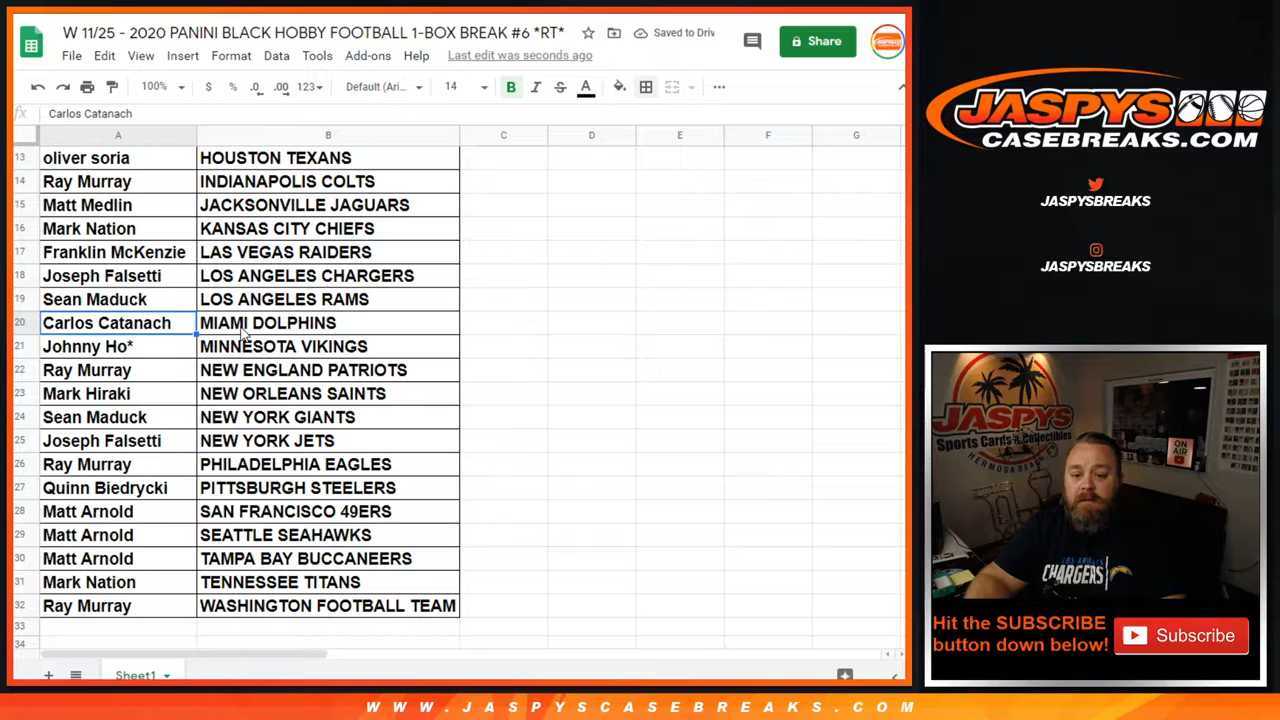 W 11/25 - 2020 PANINI BLACK HOBBY FOOTBALL 1-BOX BREAK #6 *RT*
Saved to Driv
Share
File Edit View Insert Format Data Tools Add-ons Help Last edit was seconds ago
100% $ % .0 .00 123 Default (Ari... 14 B I S A
fx Carlos Catanach
A B C D E F G
13 oliver soria HOUSTON TEXANS
14 Ray Murray INDIANAPOLIS COLTS
15 Matt Medlin JACKSONVILLE JAGUARS
16 Mark Nation KANSAS CITY CHIEFS
17 Franklin McKenzie LAS VEGAS RAIDERS
18 Joseph Falsetti LOS ANGELES CHARGERS
19 Sean Maduck LOS ANGELES RAMS
20 Carlos Catanach MIAMI DOLPHINS
21 Johnny Ho* MINNESOTA VIKINGS
22 Ray Murray NEW ENGLAND PATRIOTS
23 Mark Hiraki NEW ORLEANS SAINTS
24 Sean Maduck NEW YORK GIANTS
25 Joseph Falsetti NEW YORK JETS
26 Ray Murray PHILADELPHIA EAGLES
27 Quinn Biedrycki PITTSBURGH STEELERS
28 Matt Arnold SAN FRANCISCO 49ERS
29 Matt Arnold SEATTLE SEAHAWKS
30 Matt Arnold TAMPA BAY BUCCANEERS
31 Mark Nation TENNESSEE TITANS
32 Ray Murray WASHINGTON FOOTBALL TEAM
33
34
Sheet1
JASPYS
CASEBREAKS.COM
JASPYSBREAKS
JASPYSBREAKS
JASPYS
Sports Cards & Collectibles
HERMOSA BEACH
ON AIR
LOS ANGELES
CHARGERS
Hit the SUBSCRIBE
button down below!
Subscribe
WWW.JASPYSCASEBREAKS.COM